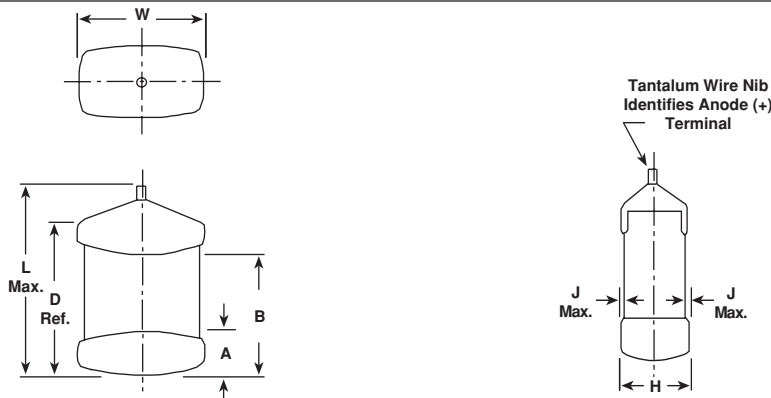 W
Tantalum Wire Nib
Identifies Anode (+)
Terminal
L
Max.
D
Ref.
B
A
J
Max.
J
Max.
H